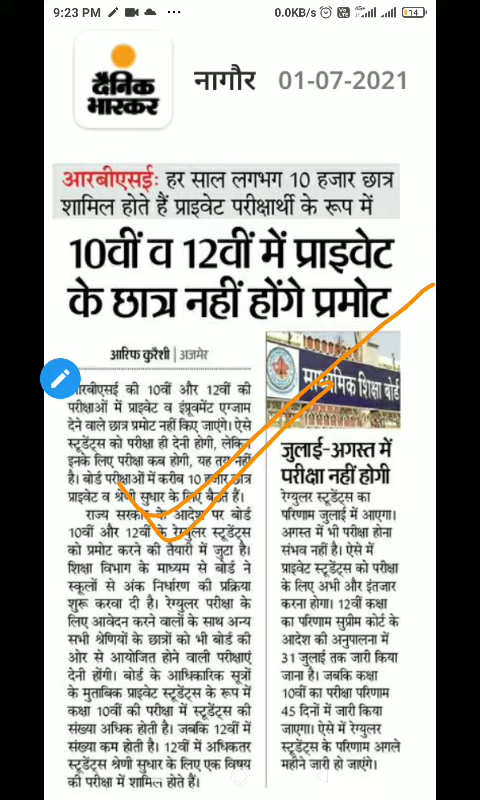 9:23 PM ... 0.0KB/s 4G+ 14
दैनिक
भास्कर
नागौर 01-07-2021
आरबीएसई: हर साल लगभग 10 हजार छात्र
शामिल होते हैं प्राइवेट परीक्षार्थी के रूप में
10वीं व 12वीं में प्राइवेट
के छात्र नहीं होंगे प्रमोट
आरिफ कुरैशी | अजमेर
आरबीएसई की 10वीं और 12वीं की
परीक्षाओं में प्राइवेट व इंप्रूवमेंट एग्जाम
देने वाले छात्र प्रमोट नहीं किए जाएंगे। ऐसे
स्टूडेंट्स को परीक्षा ही देनी होगी, लेकिन
इनके लिए परीक्षा कब होगी, यह तय नहीं
है। बोर्ड परीक्षाओं में करीब 10 हजार छात्र
प्राइवेट व श्रेणी सुधार के लिए बैठते हैं।
राज्य सरकार के आदेश पर बोर्ड
10वीं और 12वीं के रेग्युलर स्टूडेंट्स
को प्रमोट करने की तैयारी में जुटा है।
शिक्षा विभाग के माध्यम से बोर्ड ने
स्कूलों से अंक निर्धारण की प्रक्रिया
शुरू करवा दी है। रेग्युलर परीक्षा के
लिए आवेदन करने वालों के साथ अन्य
सभी श्रेणियों के छात्रों को भी बोर्ड की
ओर से आयोजित होने वाली परीक्षाएं
देनी होंगी। बोर्ड के आधिकारिक सूत्रों
के मुताबिक प्राइवेट स्टूडेंट्स के रूप में
कक्षा 10वीं की परीक्षा में स्टूडेंट्स की
संख्या अधिक होती है। जबकि 12वीं में
संख्या कम होती है। 12वीं में अधिकतर
स्टूडेंट्स श्रेणी सुधार के लिए एक विषय
की परीक्षा में शामिल होते हैं।
माध्यमिक शिक्षा बोर्ड
जुलाई-अगस्त में
परीक्षा नहीं होगी
रेग्युलर स्टूडेंट्स का
परिणाम जुलाई में आएगा।
अगस्त में भी परीक्षा होना
संभव नहीं है। ऐसे में
प्राइवेट स्टूडेंट्स को परीक्षा
के लिए अभी और इंतजार
करना होगा। 12वीं कक्षा
का परिणाम सुप्रीम कोर्ट के
आदेश की अनुपालना में
31 जुलाई तक जारी किया
जाना है। जबकि कक्षा
10वीं का परीक्षा परिणाम
45 दिनों में जारी किया
जाएगा। ऐसे में रेग्युलर
स्टूडेंट्स के परिणाम अगले
महीने जारी हो जाएंगे।